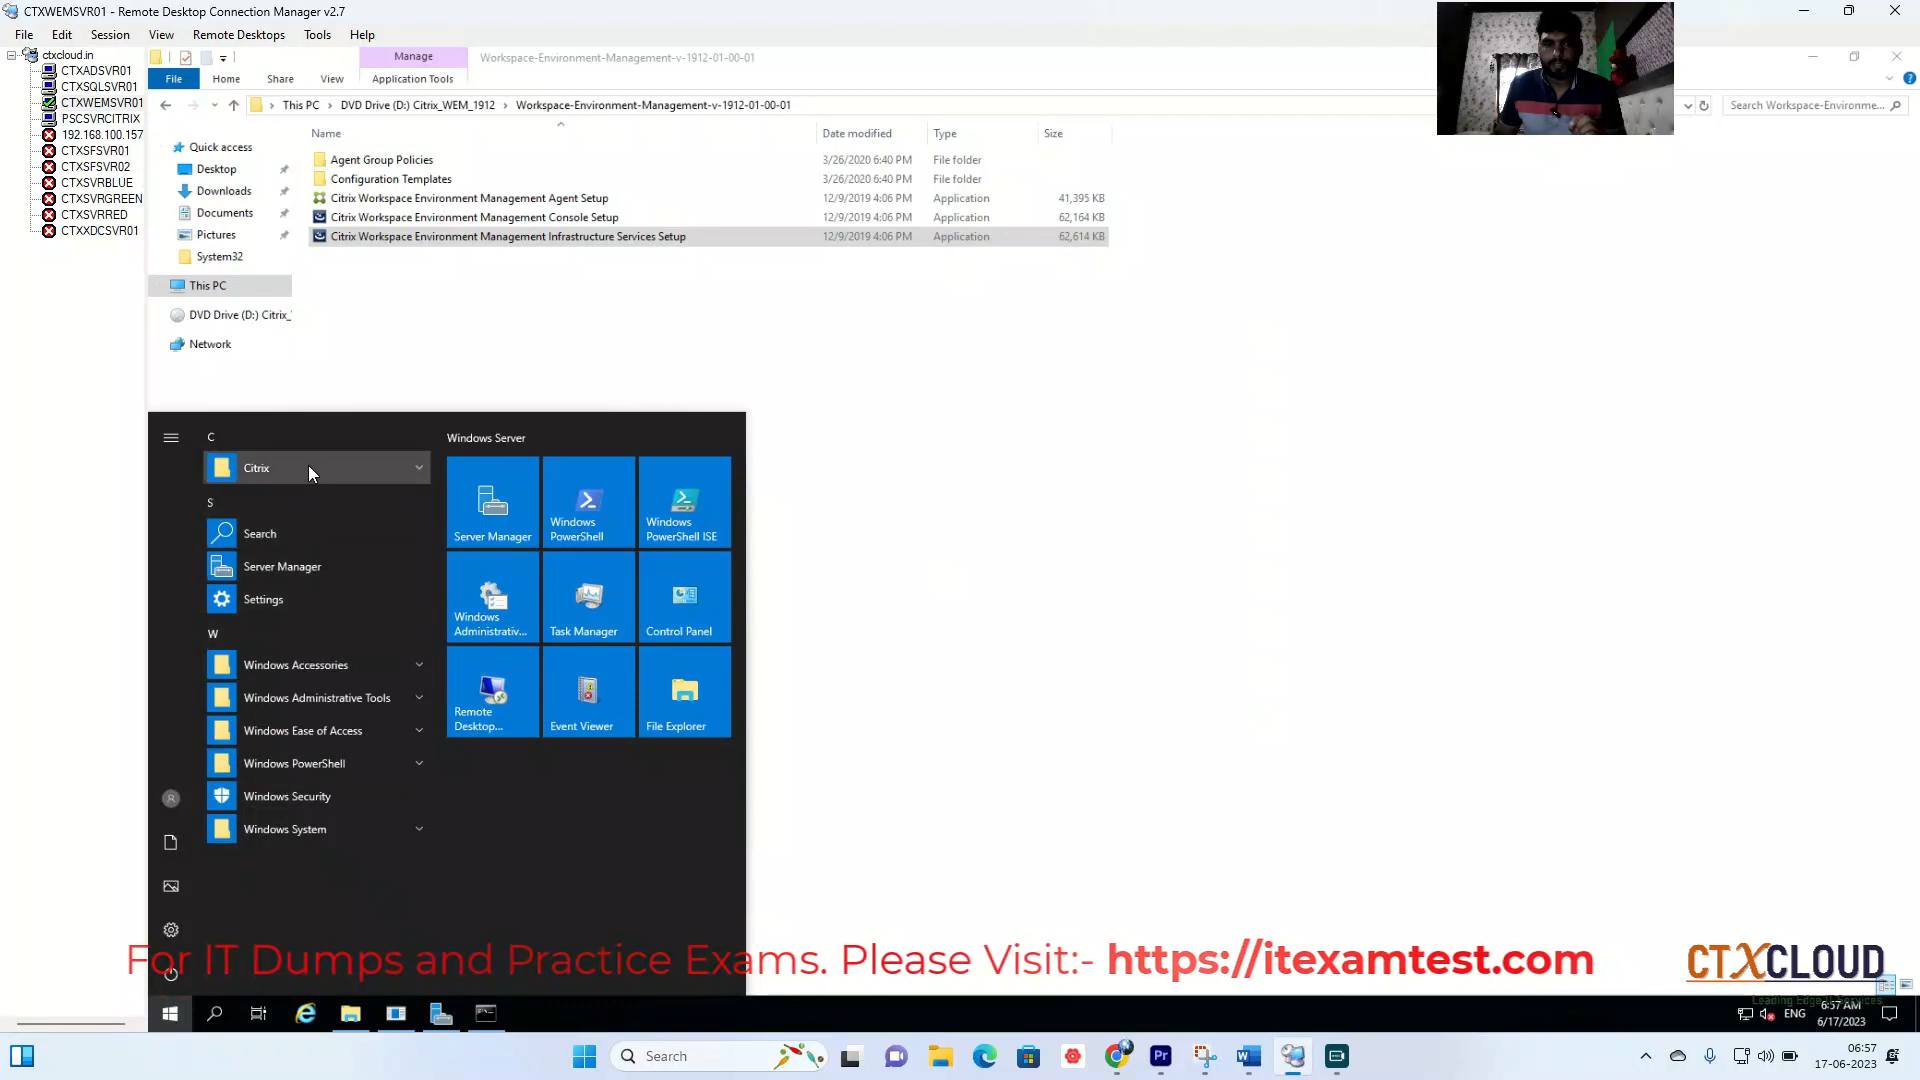 CTXWEMSVR01 - Remote Desktop Connection Manager v2.7
File Edit Session View Remote Desktops Tools Help
ctxcloud.in
CTXADSVR01
CTXSQLSVR01
CTXWEMSVR01
PSCSVRCITRIX
192.168.100.157
CTXSFSVR01
CTXSFSVR02
CTXSVRBLUE
CTXSVRGREEN
CTXSVRRED
CTXXDCSVR01
Manage
Workspace-Environment-Management-v-1912-01-00-01
File Home Share View Application Tools
This PC > DVD Drive (D:) Citrix_WEM_1912 > Workspace-Environment-Management-v-1912-01-00-01
Search Workspace-Environme...
Name Date modified Type Size
Agent Group Policies 3/26/2020 6:40 PM File folder
Configuration Templates 3/26/2020 6:40 PM File folder
Citrix Workspace Environment Management Agent Setup 12/9/2019 4:06 PM Application 41,395 KB
Citrix Workspace Environment Management Console Setup 12/9/2019 4:06 PM Application 62,164 KB
Citrix Workspace Environment Management Infrastructure Services Setup 12/9/2019 4:06 PM Application 62,614 KB
Quick access
Desktop
Downloads
Documents
Pictures
System32
This PC
DVD Drive (D:) Citrix_
Network
C
Citrix
S
Search
Server Manager
Settings
W
Windows Accessories
Windows Administrative Tools
Windows Ease of Access
Windows PowerShell
Windows Security
Windows System
Windows Server
Server Manager
Windows PowerShell
Windows PowerShell ISE
Windows Administrativ...
Task Manager
Control Panel
Remote Desktop...
Event Viewer
File Explorer
For IT Dumps and Practice Exams. Please Visit:- https://itexamtest.com
CTXCLOUD
Leading Edge IT Services
ENG
6:57 AM
6/17/2023
Search
06:57
17-06-2023